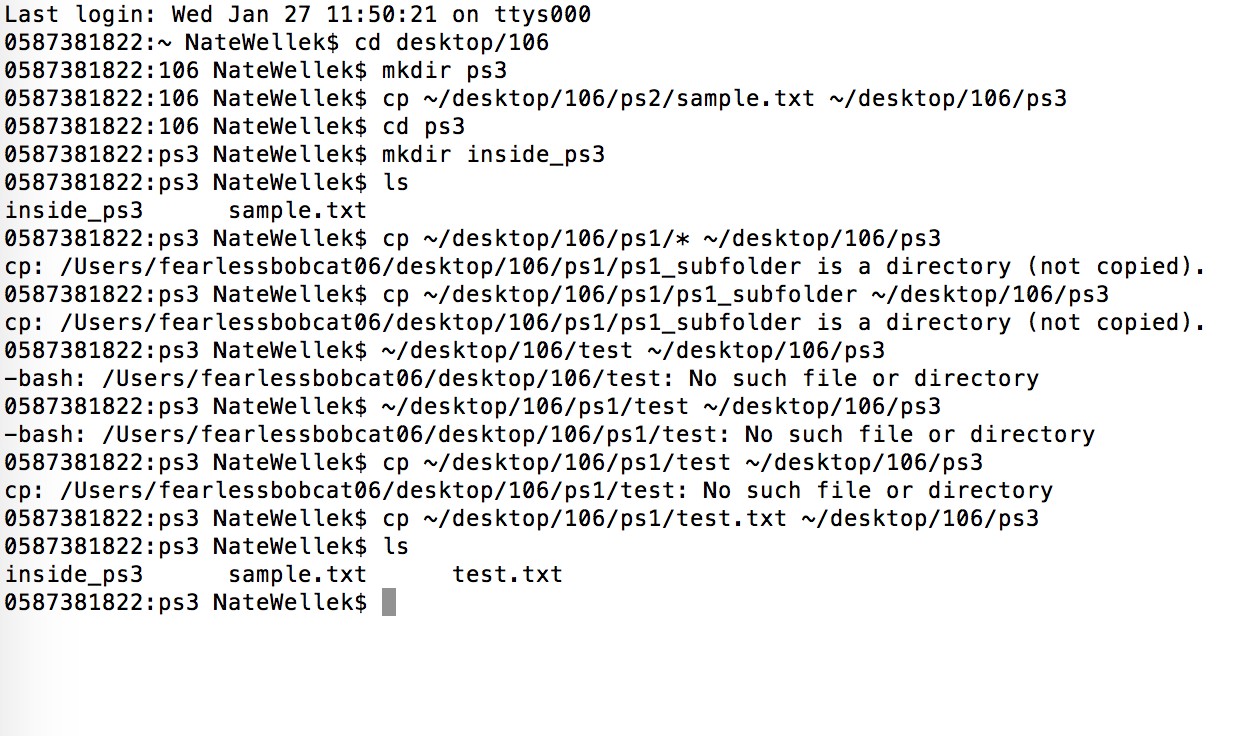 Last login: Wed Jan 27 11:50:21 on ttys000
0587381822:~ NateWellek$ cd desktop/106
0587381822:106 NateWellek$ mkdir ps3
0587381822:106 NateWellek$ cp ~/desktop/106/ps2/sample.txt ~/desktop/106/ps3
0587381822:106 NateWellek$ cd ps3
0587381822:ps3 NateWellek$ mkdir inside_ps3
0587381822:ps3 NateWellek$ ls
inside_ps3      sample.txt
0587381822:ps3 NateWellek$ cp ~/desktop/106/ps1/* ~/desktop/106/ps3
cp: /Users/fearlessbobcat06/desktop/106/ps1/ps1_subfolder is a directory (not copied).
0587381822:ps3 NateWellek$ cp ~/desktop/106/ps1/ps1_subfolder ~/desktop/106/ps3
cp: /Users/fearlessbobcat06/desktop/106/ps1/ps1_subfolder is a directory (not copied).
0587381822:ps3 NateWellek$ ~/desktop/106/test ~/desktop/106/ps3
-bash: /Users/fearlessbobcat06/desktop/106/test: No such file or directory
0587381822:ps3 NateWellek$ ~/desktop/106/ps1/test ~/desktop/106/ps3
-bash: /Users/fearlessbobcat06/desktop/106/ps1/test: No such file or directory
0587381822:ps3 NateWellek$ cp ~/desktop/106/ps1/test ~/desktop/106/ps3
cp: /Users/fearlessbobcat06/desktop/106/ps1/test: No such file or directory
0587381822:ps3 NateWellek$ cp ~/desktop/106/ps1/test.txt ~/desktop/106/ps3
0587381822:ps3 NateWellek$ ls
inside_ps3      sample.txt      test.txt
0587381822:ps3 NateWellek$